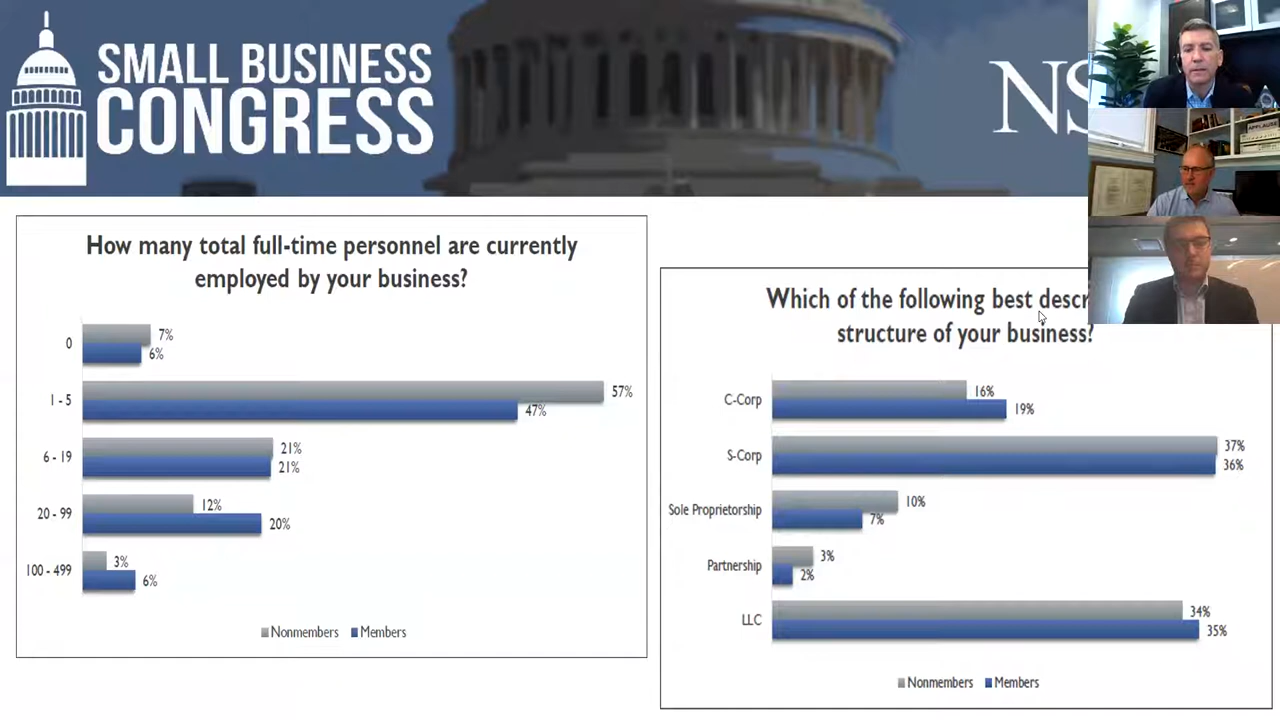 SMALL BUSINESS
CONGRESS
NS
APPLAUSE
How many total full-time personnel are currently
employed by your business?
0
7%
6%
1 - 5
57%
47%
6 - 19
21%
21%
20 - 99
12%
20%
100 - 499
3%
6%
Nonmembers Members
Which of the following best descr
structure of your business?
C-Corp
16%
19%
S-Corp
37%
36%
Sole Proprietorship
10%
7%
Partnership
3%
2%
LLC
34%
35%
Nonmembers Members